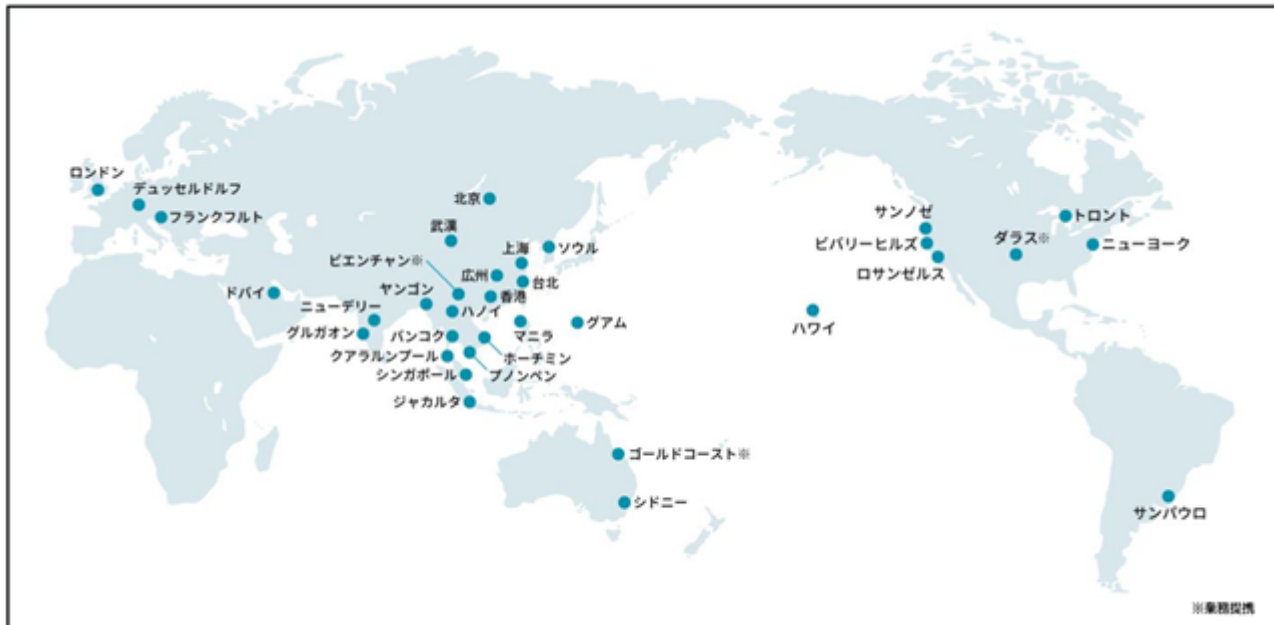 ロンドン
デュッセルドルフ
フランクフルト
ドバイ
北京
武漢
上海
ソウル
ビエンチャン※
広州
台北
ヤンゴン
香港
ニューデリー
ハノイ
グルガオン
バンコク
マニラ
グアム
クアラルンプール
ホーチミン
シンガポール
プノンペン
ジャカルタ
ゴールドコースト※
シドニー
ハワイ
サンノゼ
ビバリーヒルズ
ロサンゼルス
ダラス※
トロント
ニューヨーク
サンパウロ
※業務提携